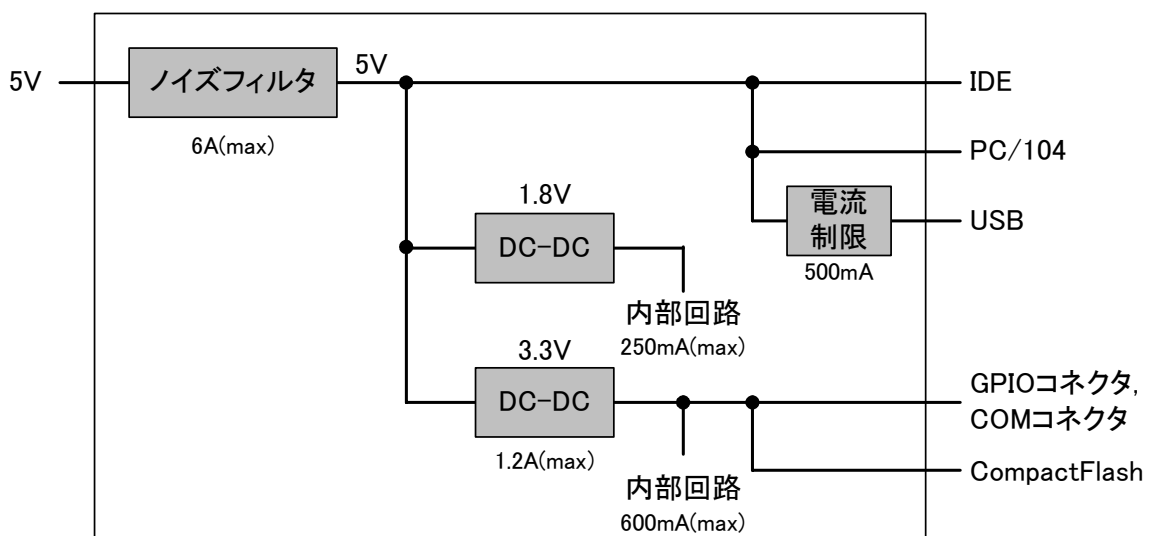 5V
ノイズフィルタ
5V
6A(max)
IDE
PC/104
電流
制限
USB
500mA
1.8V
DC-DC
内部回路
250mA(max)
3.3V
DC-DC
1.2A(max)
内部回路
600mA(max)
GPIOコネクタ,
COMコネクタ
CompactFlash